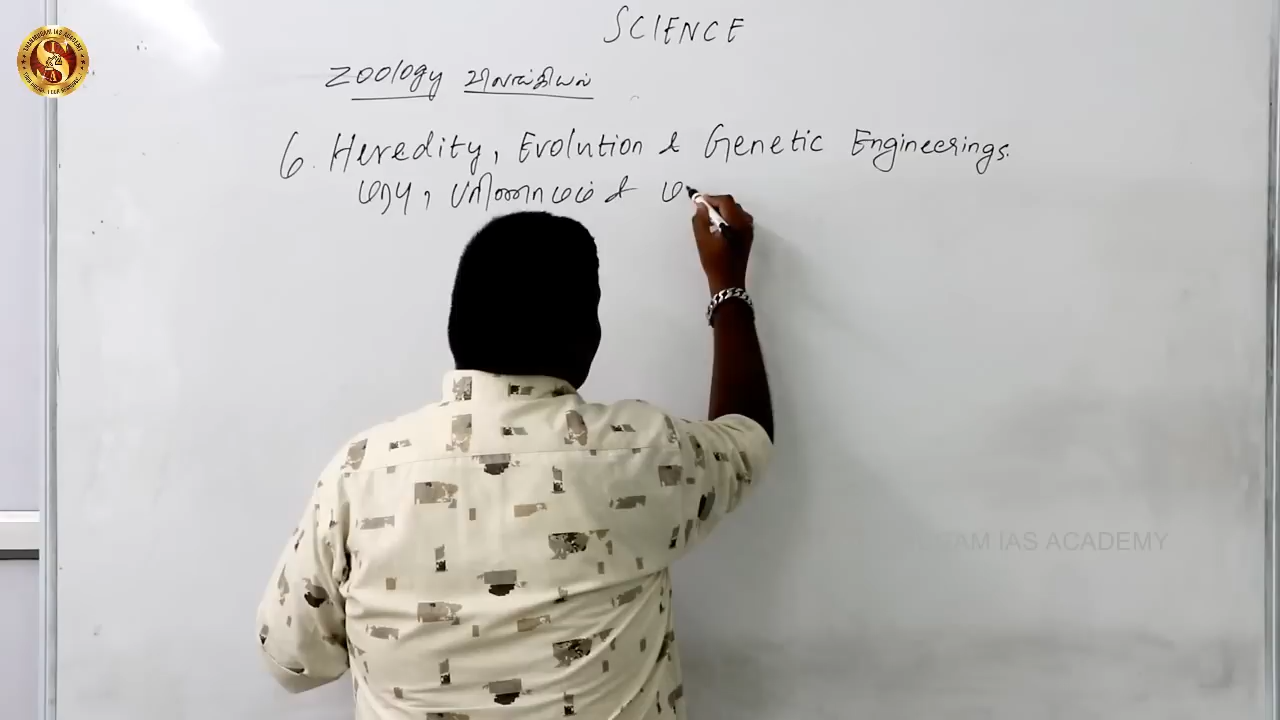 SCIENCE
Zoology விலங்கியல்
6. Heredity, Evolution & Genetic Engineerings.
மரபு, பரிணாமம் & ம
IAS ACADEMY